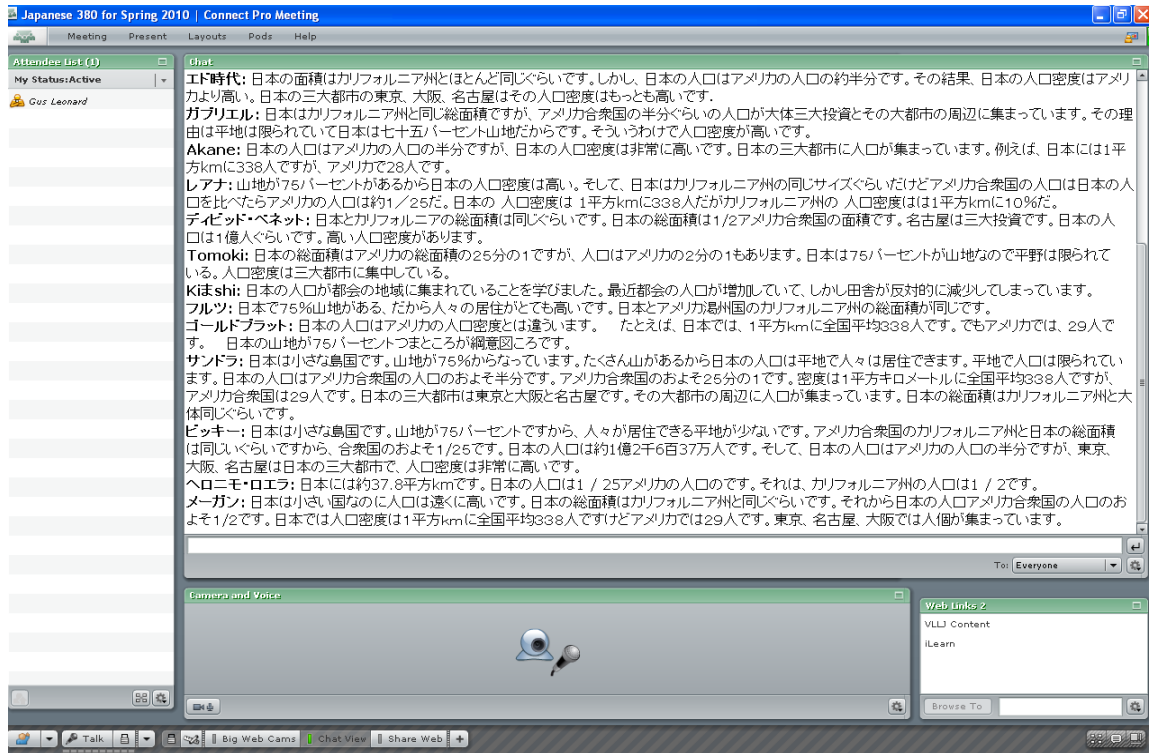 Japanese 380 for Spring 2010 | Connect Pro Meeting
Meeting Present Layouts Pods Help
Attendee List (1)
My Status:Active
Gus Leonard
Chat
エド時代: 日本の面積はカリフォルニア州とほとんど同じぐらいです。しかし、日本の人口はアメリカの人口の約半分です。その結果、日本の人口密度はアメリ
カより高い。日本の三大都市の東京、大阪、名古屋はその人口密度はもっとも高いです.
ガブリエル: 日本はカリフォルニア州と同じ総面積ですが、アメリカ合衆国の半分ぐらいの人口が大体三大投資とその大都市の周辺に集まっています。その理
由は平地は限られていて日本は七十五パーセント山地だからです。そういうわけで人口密度が高いです。
Akane: 日本の人口はアメリカの人口の半分ですが、日本の人口密度は非常に高いです。日本の三大都市に人口が集まっています。例えば、日本には1平
方kmに338人ですが、アメリカで28人です。
レアナ: 山地が75パーセントがあるから日本の人口密度は高い。そして、日本はカリフォルニア州の同じサイズぐらいだけどアメリカ合衆国の人口は日本の人
口を比べたらアメリカの人口は約1／25だ。日本の 人口密度は 1平方kmに338人だがカリフォルニア州の 人口密度はは1平方kmに10％だ。
ディビッド・ベネット: 日本とカリフォルニアの総面積は同じぐらいです。日本の総面積は1/2アメリカ合衆国の面積です。名古屋は三大投資です。日本の人
口は1億人ぐらいです。高い人口密度があります。
Tomoki: 日本の総面積はアメリカの総面積の25分の1ですが、人口はアメリカの2分の1もあります。日本は75パーセントが山地なので平野は限られて
いる。人口密度は三大都市に集中している。
Kiまshi: 日本の人口が都会の地域に集まれていることを学びました。最近都会の人口が増加していて、しかし田舎が反対的に減少してしまっています。
フルツ: 日本で75%山地がある、だから人々の居住がとても高いです。日本とアメリカ渇州国のカリフォルニア州の総面積が同じです。
ゴールドブラット: 日本の人口はアメリカの人口密度とは違ういます。 たとえば、日本では、1平方kmに全国平均338人です。でもアメリカでは、29人で
す。 日本の山地が75パーセントつまところが綱意図ころです。
サンドラ: 日本は小さな島国です。山地が75%からなっています。たくさん山があるから日本の人口は平地で人々は居住できます。平地で人口は限られてい
ます。日本の人口はアメリカ合衆国の人口のおよそ半分です。アメリカ合衆国のおよそ25分の1です。密度は1平方キロメートルに全国平均338人ですが、
アメリカ合衆国は29人です。日本の三大都市は東京と大阪と名古屋です。その大都市の周辺に人口が集まっています。日本の総面積はカリフォルニア州と大
体同じぐらいです。
ビッキー: 日本は小さな島国です。山地が75パーセントですから、人々が居住できる平地が少ないです。アメリカ合衆国のカリフォルニア州と日本の総面積
は同じいぐらいですから、合衆国のおよそ1/25です。日本の人口は約1億2千6百37万人です。そして、日本の人口はアメリカの人口の半分ですが、東京、
大阪、名古屋は日本の三大都市で、人口密度は非常に高いです。
ヘロニモ・ロエラ: 日本には約37.8平方kmです。日本の人口は1 / 25アメリカの人口のです。それは、カリフォルニア州の人口は1 / 2です。
メーガン: 日本は小さい国なのに人口は遠くに高いです。日本の総面積はカリフォルニア州と同じぐらいです。それから日本の人口アメリカ合衆国の人口のお
よそ1/2です。日本では人口密度は1平方kmに全国平均338人ですけどアメリカでは29人です。東京、名古屋、大阪では人個が集まっています。
To: Everyone
Camera and Voice
Web Links 2
VLLJ Content
iLearn
Browse To
Talk Big Web Cams Chat View Share Web +